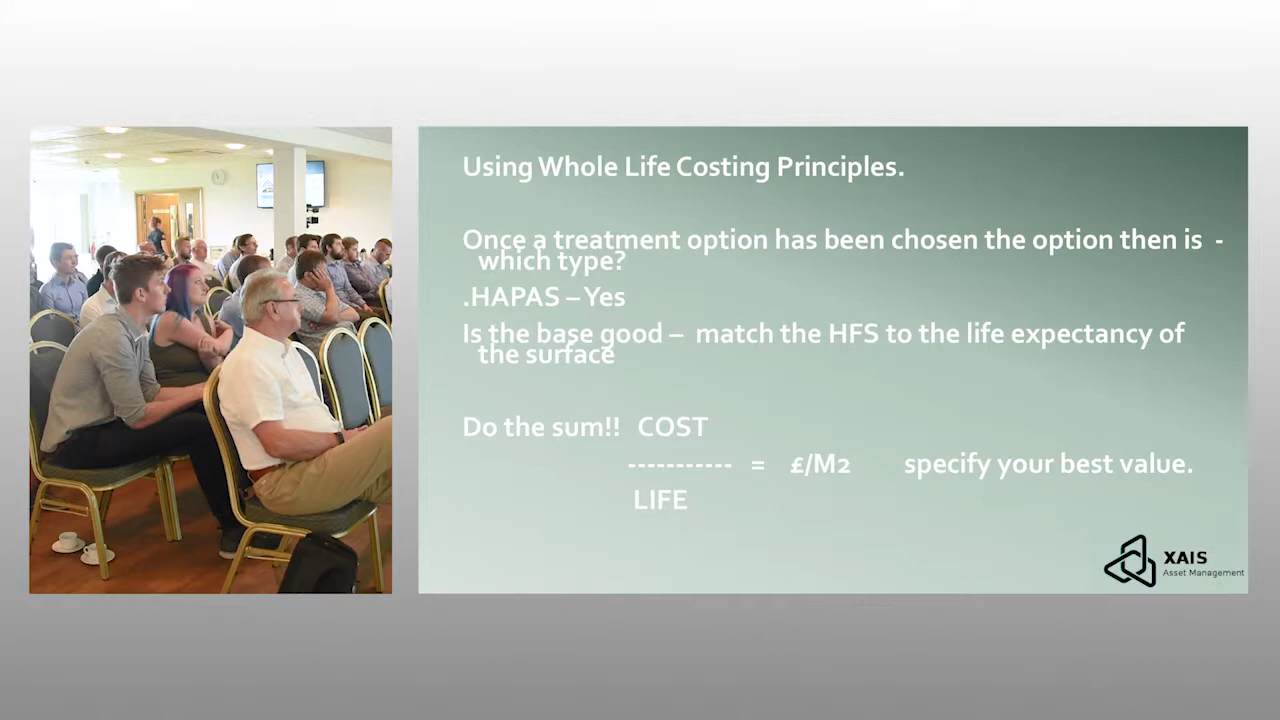 Using Whole Life Costing Principles.
Once a treatment option has been chosen the option then is -
which type?
.HAPAS – Yes
Is the base good – match the HFS to the life expectancy of
the surface
Do the sum!! COST
----------- = £/M2 specify your best value.
LIFE
XAIS
Asset Management